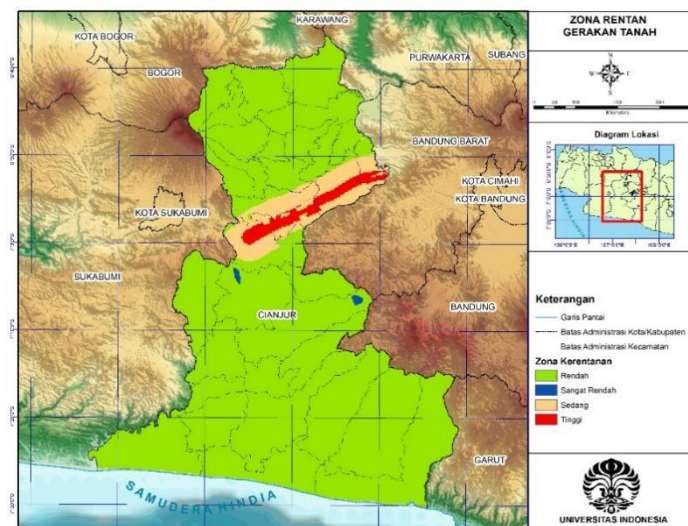 ZONA RENTAN
GERAKAN TANAH
N
Kilometers
Diagram Lokasi
Keterangan
Garis Pantai
Batas Administrasi Kota/Kabupaten
Batas Administrasi Kecamatan
Zona Kerentanan
Rendah
Sangat Rendah
Sedang
Tinggi
UNIVERSITAS INDONESIA
KARAWANG
KOTA BOGOR
BOGOR
PURWAKARTA
SUBANG
BANDUNG BARAT
KOTA CIMAHI
KOTA BANDUNG
KOTA SUKABUMI
SUKABUMI
CIANJUR
BANDUNG
GARUT
SAMUDERA HINDIA